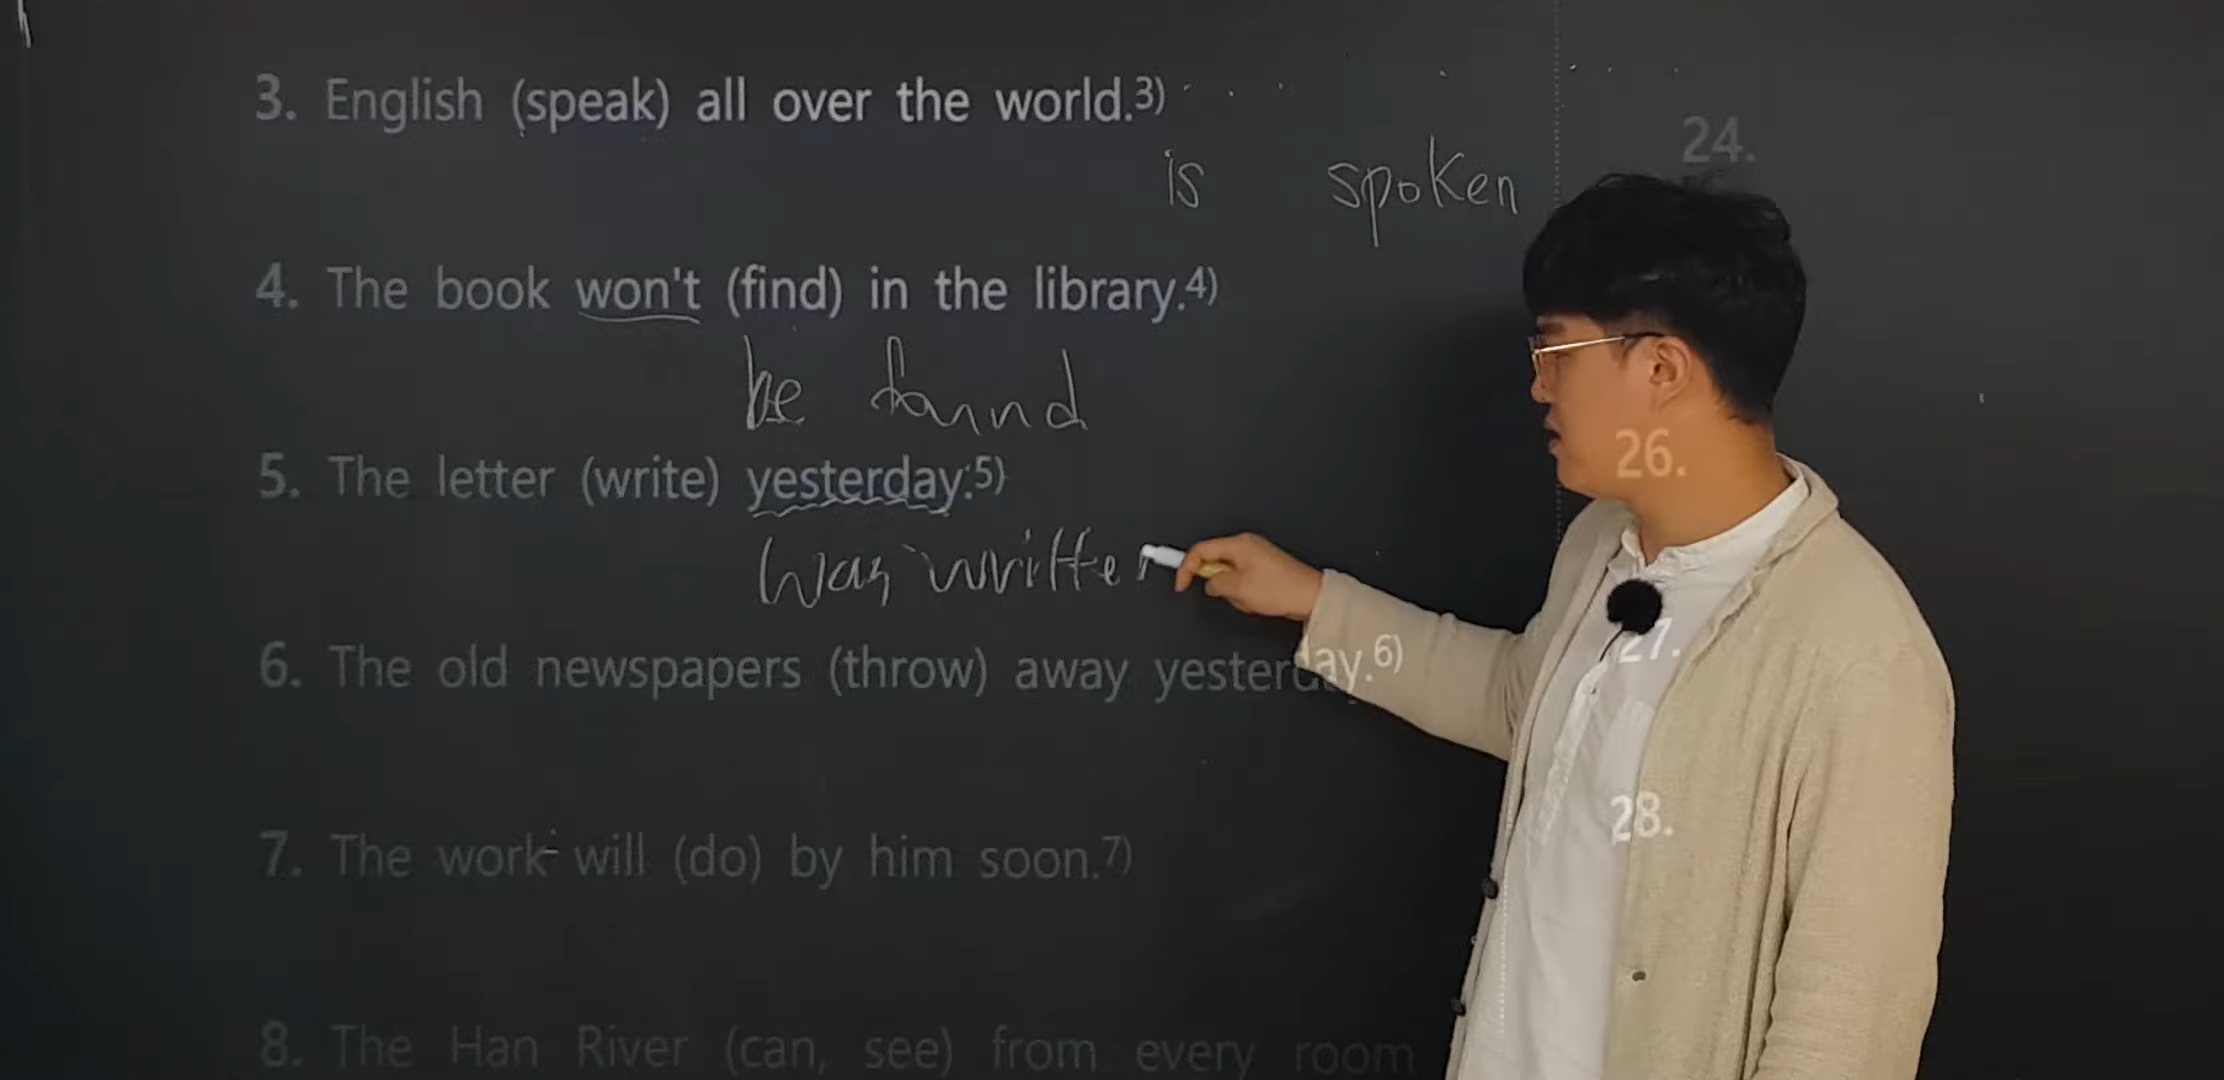 3. English (speak) all over the world.3)
is spoken
24.
4. The book won't (find) in the library.4)
be found
26.
5. The letter (write) yesterday.5)
was written
27.
6. The old newspapers (throw) away yesterday.6)
28.
7. The work will (do) by him soon.7)
8. The Han River (can, see) from every room